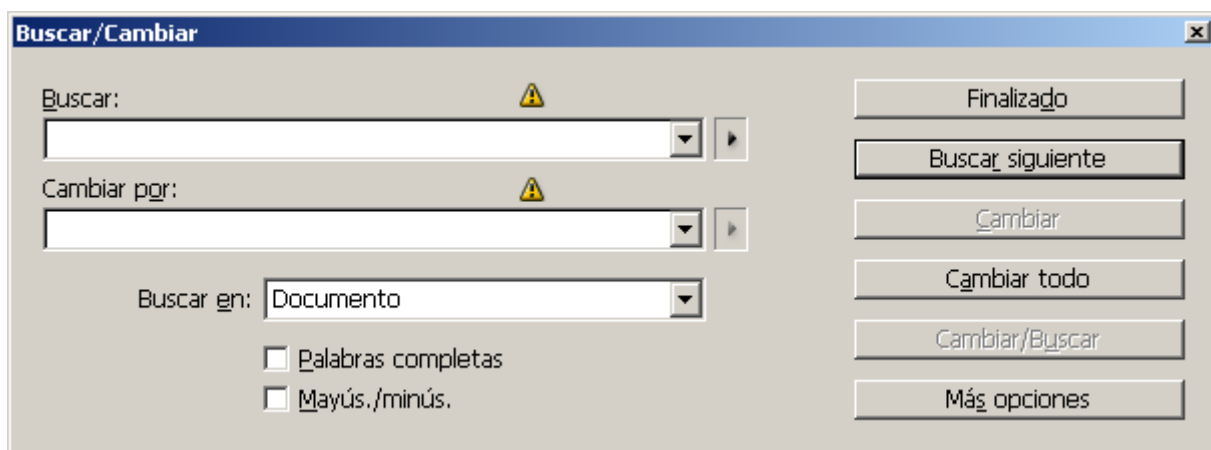 Buscar/Cambiar
Buscar:
Finalizado
Buscar siguiente
Cambiar por:
Cambiar
Buscar en: Documento
Cambiar todo
Palabras completas
Cambiar/Buscar
Mayús./minús.
Más opciones